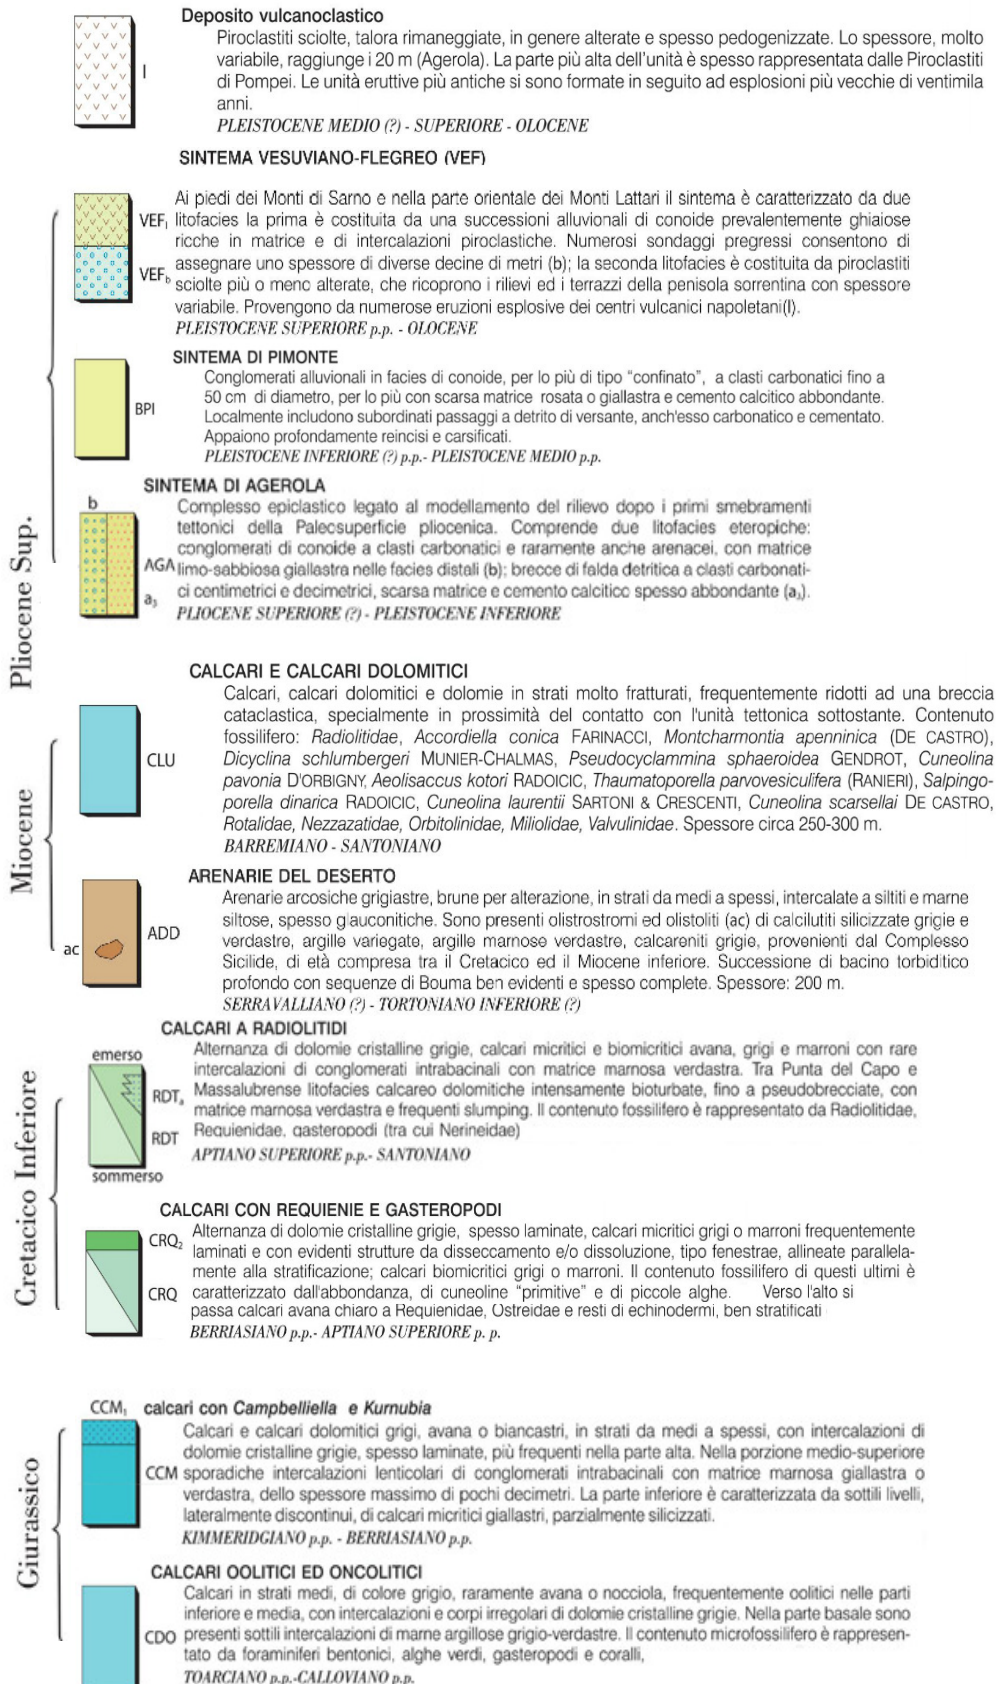 Deposito vulcanoclastico
Piroclastiti sciolte, talora rimaneggiate, in genere alterate e spesso pedogenizzate. Lo spessore, molto
variabile, raggiunge i 20 m (Agerola). La parte più alta dell'unità è spesso rappresentata dalle Piroclastiti
di Pompei. Le unità eruttive più antiche si sono formate in seguito ad esplosioni più vecchie di ventimila
anni.
l
PLEISTOCENE MEDIO (?) - SUPERIORE - OLOCENE
SINTEMA VESUVIANO-FLEGREO (VEF)
Ai piedi dei Monti di Sarno e nella parte orientale dei Monti Lattari il sintema è caratterizzato da due
VEFl litofacies la prima è costituita da una successioni alluvionali di conoide prevalentemente ghiaiose
ricche in matrice e di intercalazioni piroclastiche. Numerosi sondaggi pregressi consentono di
VEFb assegnare uno spessore di diverse decine di metri (b); la seconda litofacies è costituita da piroclastiti
sciolte più o meno alterate, che ricoprono i rilievi ed i terrazzi della penisola sorrentina con spessore
variabile. Provengono da numerose eruzioni esplosive dei centri vulcanici napoletani(l).
PLEISTOCENE SUPERIORE p.p. - OLOCENE
SINTEMA DI PIMONTE
Conglomerati alluvionali in facies di conoide, per lo più di tipo “confinato”, a clasti carbonatici fino a
50 cm di diametro, per lo più con scarsa matrice rosata o giallastra e cemento calcitico abbondante.
BPI
Localmente includono subordinati passaggi a detrito di versante, anch'esso carbonatico e cementato.
Appaiono profondamente reincisi e carsificati.
PLEISTOCENE INFERIORE (?) p.p.- PLEISTOCENE MEDIO p.p.
SINTEMA DI AGEROLA
b
Complesso epiclastico legato al modellamento del rilievo dopo i primi smebramenti
tettonici della Paleosuperficie pliocenica. Comprende due litofacies eteropiche:
conglomerati di conoide a clasti carbonatici e raramente anche arenacei, con matrice
AGA limo-sabbiosa giallastra nelle facies distali (b); brecce di falda detritica a clasti carbonati-
a3 ci centimetrici e decimetrici, scarsa matrice e cemento calcitico spesso abbondante (a3).
PLIOCENE SUPERIORE (?) - PLEISTOCENE INFERIORE
Pliocene Sup.
CALCARI E CALCARI DOLOMITICI
Calcari, calcari dolomitici e dolomie in strati molto fratturati, frequentemente ridotti ad una breccia
cataclastica, specialmente in prossimità del contatto con l'unità tettonica sottostante. Contenuto
fossilifero: Radiolitidae, Accordiella conica FARINACCI, Montcharmontia apenninica (DE CASTRO),
CLU
Dicyclina schlumbergeri MUNIER-CHALMAS, Pseudocyclammina sphaeroidea GENDROT, Cuneolina
pavonia D'ORBIGNY, Aeolisaccus kotori RADOICIC, Thaumatoporella parvovesiculifera (RANIERI), Salpingo-
porella dinarica RADOICIC, Cuneolina laurentii SARTONI & CRESCENTI, Cuneolina scarsellai DE CASTRO,
Rotalidae, Nezzazatidae, Orbitolinidae, Miliolidae, Valvulinidae. Spessore circa 250-300 m.
BARREMIANO - SANTONIANO
Miocene
ARENARIE DEL DESERTO
Arenarie arcosiche grigiastre, brune per alterazione, in strati da medi a spessi, intercalate a siltiti e marne
siltose, spesso glauconitiche. Sono presenti olistostromi ed olistoliti (ac) di calcilutiti silicizzate grigie e
ADD
ac
verdastre, argille variegate, argille marnose verdastre, calcareniti grigie, provenienti dal Complesso
Sicilide, di età compresa tra il Cretacico ed il Miocene inferiore. Successione di bacino torbiditico
profondo con sequenze di Bouma ben evidenti e spesso complete. Spessore: 200 m.
SERRAVALLIANO (?) - TORTONIANO INFERIORE (?)
CALCARI A RADIOLITIDI
emerso
Alternanza di dolomie cristalline grigie, calcari micritici e biomicritici avana, grigi e marroni con rare
intercalazioni di conglomerati intrabacinali con matrice marnosa verdastra. Tra Punta del Capo e
RDTa Massalubrense litofacies calcareo dolomitiche intensamente bioturbate, fino a pseudobrecciate, con
matrice marnosa verdastra e frequenti slumping. Il contenuto fossilifero è rappresentato da Radiolitidae,
RDT Requienidae, gasteropodi (tra cui Nerineidae)
APTIANO SUPERIORE p.p.- SANTONIANO
sommerso
Cretacico Inferiore
CALCARI CON REQUIENIE E GASTEROPODI
Alternanza di dolomie cristalline grigie, spesso laminate, calcari micritici grigi o marroni frequentemente
CRQ2 laminati e con evidenti strutture da disseccamento e/o dissoluzione, tipo fenestrae, allineate parallela-
mente alla stratificazione; calcari biomicritici grigi o marroni. Il contenuto fossilifero di questi ultimi è
CRQ caratterizzato dall'abbondanza, di cuneoline “primitive” e di piccole alghe. Verso l'alto si
passa calcari avana chiaro a Requienidae, Ostreidae e resti di echinodermi, ben stratificati
BERRIASIANO p.p.- APTIANO SUPERIORE p. p.
CCM1 calcari con Campbelliella e Kurnubia
Calcari e calcari dolomitici grigi, avana o biancastri, in strati da medi a spessi, con intercalazioni di
dolomie cristalline grigie, spesso laminate, più frequenti nella parte alta. Nella porzione medio-superiore
CCM sporadiche intercalazioni lenticolari di conglomerati intrabacinali con matrice marnosa giallastra o
verdastra, dello spessore massimo di pochi decimetri. La parte inferiore è caratterizzata da sottili livelli,
lateralmente discontinui, di calcari micritici giallastri, parzialmente silicizzati.
KIMMERIDGIANO p.p. - BERRIASIANO p.p.
Giurassico
CALCARI OOLITICI ED ONCOLITICI
Calcari in strati medi, di colore grigio, raramente avana o nocciola, frequentemente oolitici nelle parti
inferiore e media, con intercalazioni e corpi irregolari di dolomie cristalline grigie. Nella parte basale sono
CDO presenti sottili intercalazioni di marne argillose grigio-verdastre. Il contenuto microfossilifero è rappresen-
tato da foraminiferi bentonici, alghe verdi, gasteropodi e coralli,
TOARCIANO p.p.-CALLOVIANO p.p.